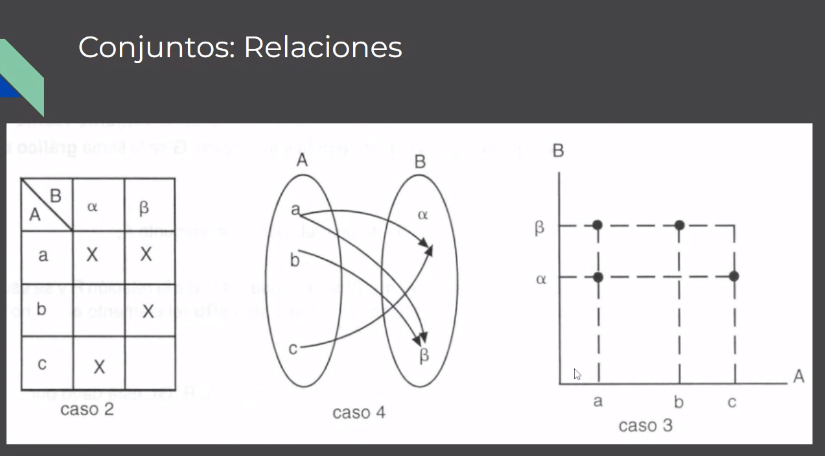 Conjuntos: Relaciones
B
A
α β
a X X
b X
c X
caso 2
A B
a α
b
c β
caso 4
B
β
α
A
a b c
caso 3